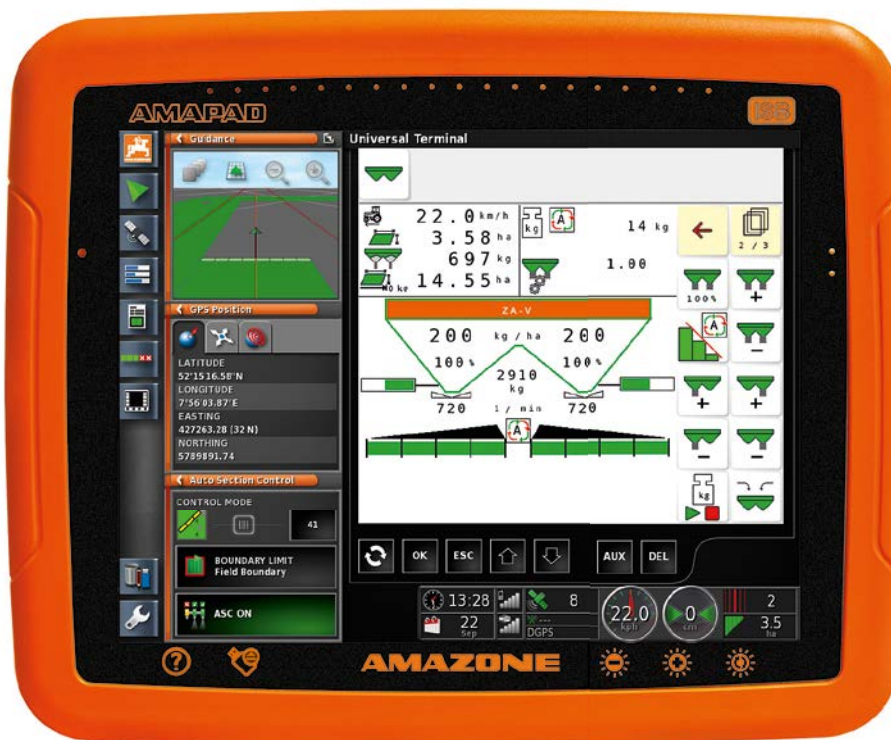 AMAPAD
ISB
Guidance
Universal Terminal
22.0 km/h
3.58 ha
697 kg
14.55 ha
kg
A
14 kg
1.00
2 / 3
100%
+
A
−
+
+
−
−
kg
ZA-V
200 kg / ha 200
100% 100%
2910
kg
720 1 / min 720
A
GPS Position
LATITUDE
52°15 16.58"N
LONGITUDE
7°56 03.87"E
EASTING
427263.28 (32 N)
NORTHING
5789891.74
Auto Section Control
CONTROL MODE
41
BOUNDARY LIMIT
Field Boundary
ASC ON
OK
ESC
AUX
DEL
13:28
8
22
Sep
---
DGPS
22.0
kph
0
cm
2
3.5
ha
?
AMAZONE